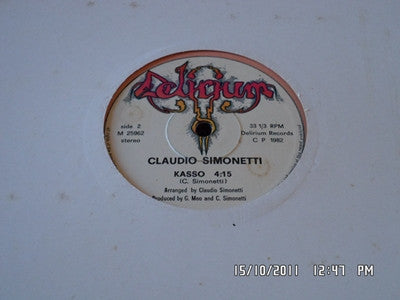 Delirium
side 2
M 25962
stereo
33 1/3 RPM
Delirium Records
C P 1982
CLAUDIO SIMONETTI
KASSO 4:15
(C. Simonetti)
Arranged by Claudio Simonetti
Produced by G. Meo and C. Simonetti
15/10/2011 12:47 PM